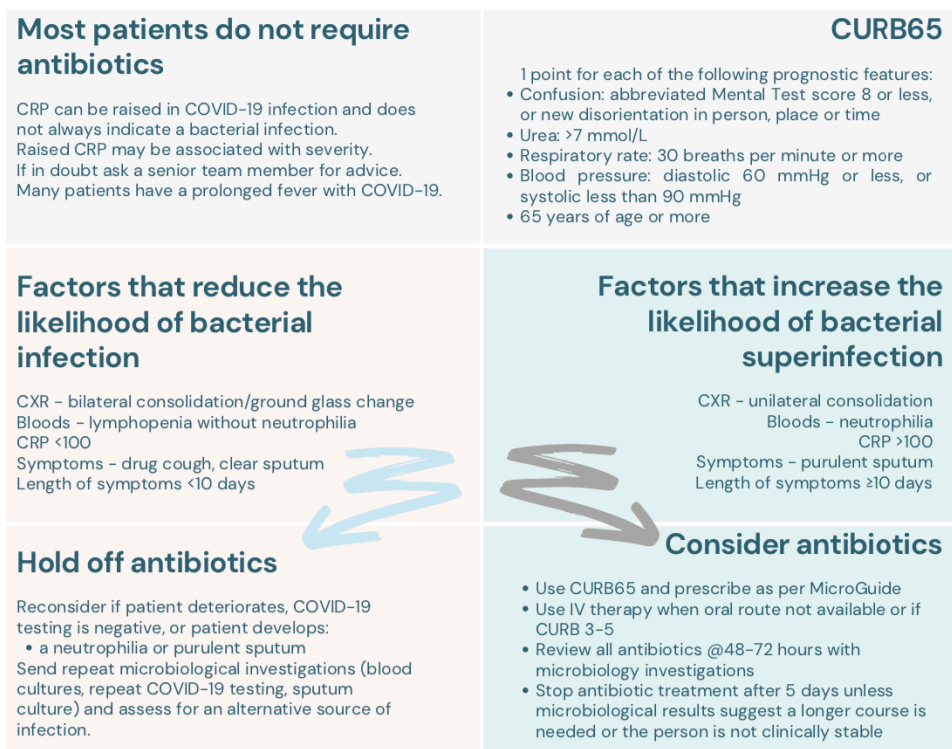 Most patients do not require
antibiotics
CRP can be raised in COVID-19 infection and does
not always indicate a bacterial infection.
Raised CRP may be associated with severity.
If in doubt ask a senior team member for advice.
Many patients have a prolonged fever with COVID-19.
CURB65
1 point for each of the following prognostic features:
• Confusion: abbreviated Mental Test score 8 or less,
or new disorientation in person, place or time
• Urea: >7 mmol/L
• Respiratory rate: 30 breaths per minute or more
• Blood pressure: diastolic 60 mmHg or less, or
systolic less than 90 mmHg
• 65 years of age or more
Factors that reduce the
likelihood of bacterial
infection
CXR - bilateral consolidation/ground glass change
Bloods - lymphopenia without neutrophilia
CRP <100
Symptoms - drug cough, clear sputum
Length of symptoms <10 days
Factors that increase the
likelihood of bacterial
superinfection
CXR - unilateral consolidation
Bloods - neutrophilia
CRP >100
Symptoms - purulent sputum
Length of symptoms ≥10 days
Hold off antibiotics
Reconsider if patient deteriorates, COVID-19
testing is negative, or patient develops:
• a neutrophilia or purulent sputum
Send repeat microbiological investigations (blood
cultures, repeat COVID-19 testing, sputum
culture) and assess for an alternative source of
infection.
Consider antibiotics
• Use CURB65 and prescribe as per MicroGuide
• Use IV therapy when oral route not available or if
CURB 3-5
• Review all antibiotics @48-72 hours with
microbiology investigations
• Stop antibiotic treatment after 5 days unless
microbiological results suggest a longer course is
needed or the person is not clinically stable